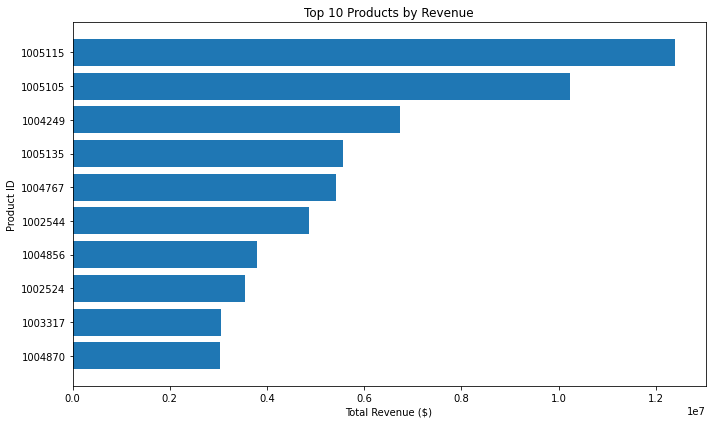 Top 10 Products by Revenue
Product ID
1005115
1005105
1004249
1005135
1004767
1002544
1004856
1002524
1003317
1004870
0.0 0.2 0.4 0.6 0.8 1.0 1.2
1e7
Total Revenue ($)